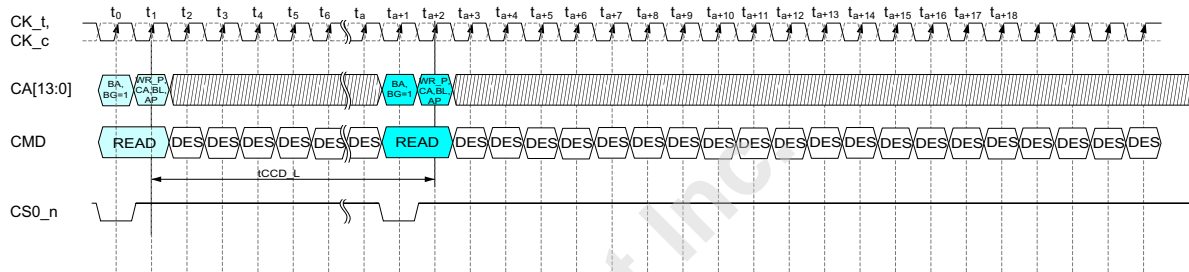 t0 t1 t2 t3 t4 t5 t6 ta ta+1 ta+2 ta+3 ta+4 ta+5 ta+6 ta+7 ta+8 ta+9 ta+10 ta+11 ta+12 ta+13 ta+14 ta+15 ta+16 ta+17 ta+18
CK_t,
CK_c
CA[13:0]
BA,
BG=1
WR_P,
CA,BL,
AP
BA,
BG=1
WR_P,
CA,BL,
AP
CMD READ DES DES DES DES DES DES READ DES DES DES DES DES DES DES DES DES DES DES DES DES DES DES DES DES DES DES DES
tCCD_L
CS0_n
Inc.